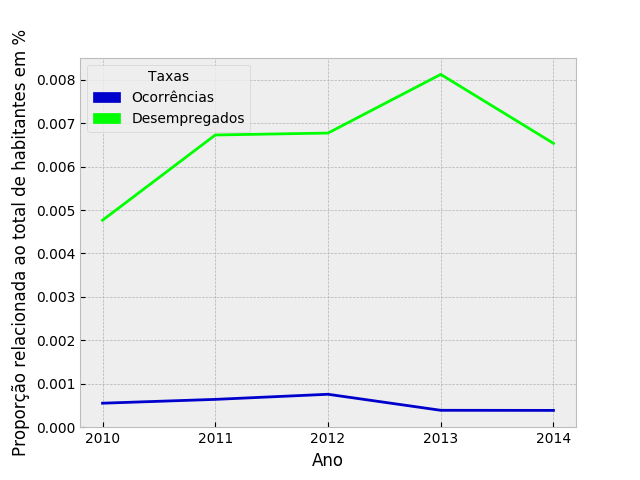 Proporção relacionada ao total de habitantes em %
0.008
0.007
0.006
0.005
0.004
0.003
0.002
0.001
0.000
Taxas
Ocorrências
Desempregados
2010 2011 2012 2013 2014
Ano